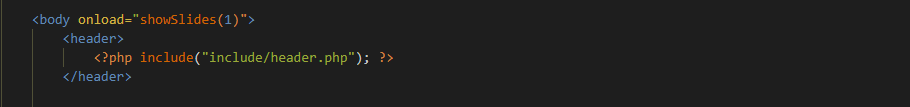 <body onload="showSlides(1)">
<header>
<?php include("include/header.php"); ?>
</header>